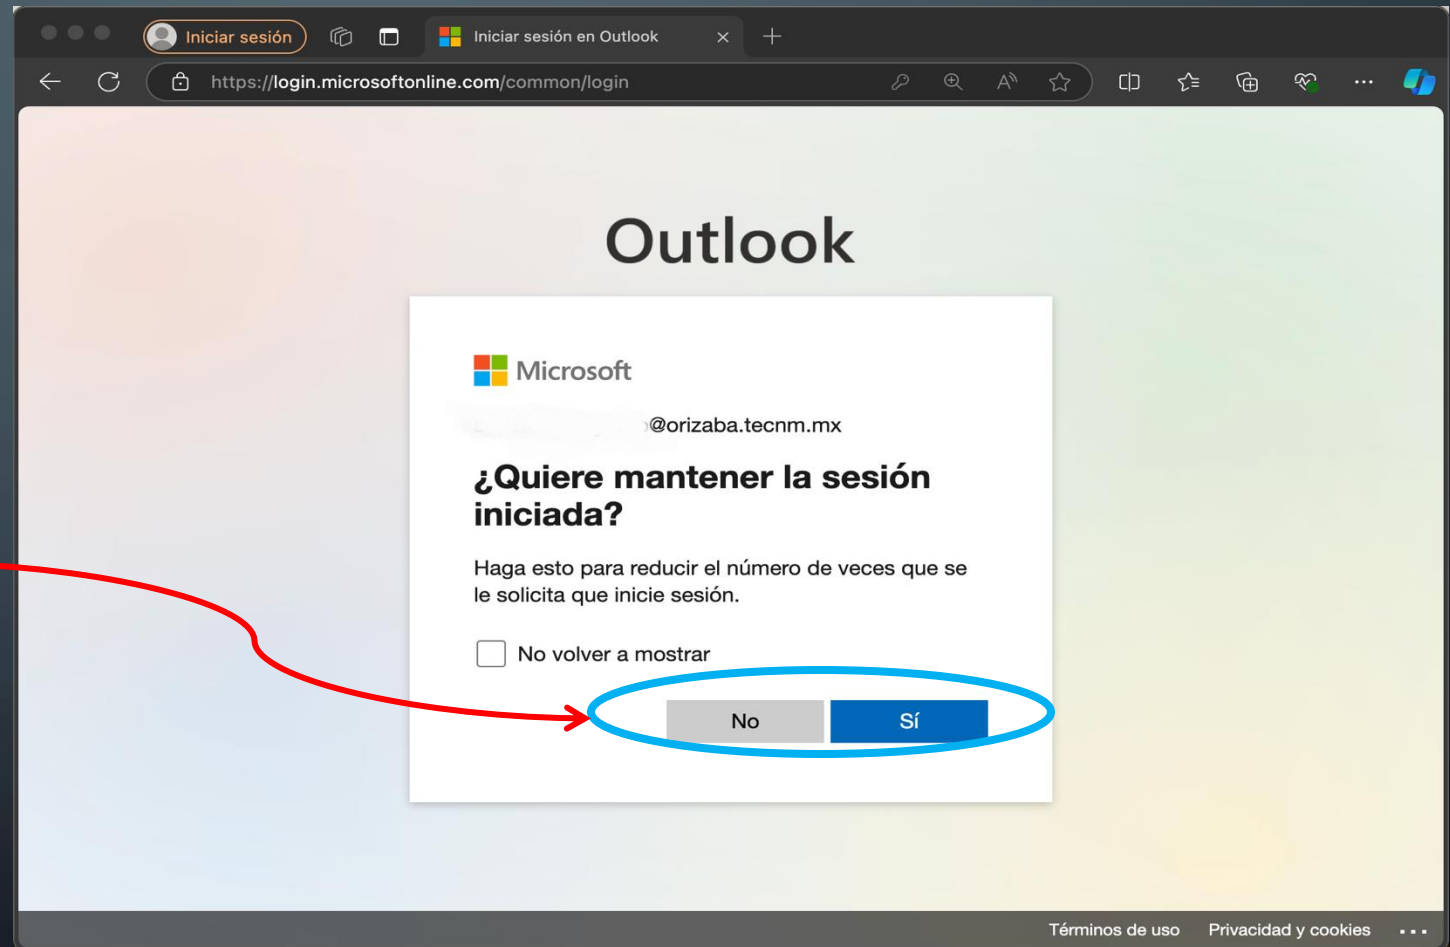 Iniciar sesión
Iniciar sesión en Outlook
https://login.microsoftonline.com/common/login
Outlook
Microsoft
@orizaba.tecnm.mx
¿Quiere mantener la sesión
iniciada?
Haga esto para reducir el número de veces que se
le solicita que inicie sesión.
No volver a mostrar
No Sí
Términos de uso Privacidad y cookies ...